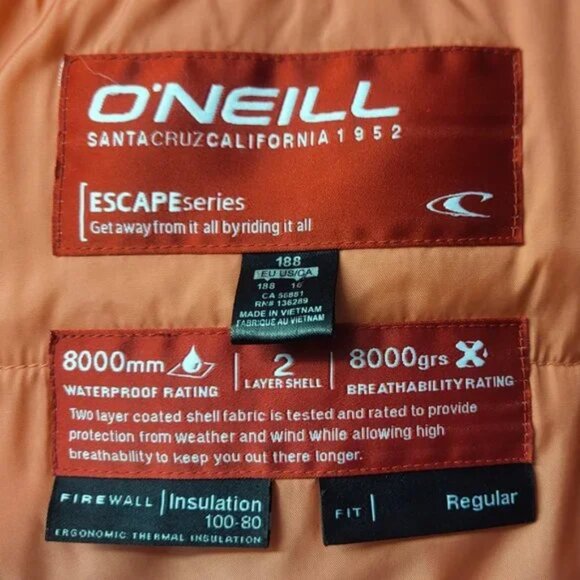 O'NEILL
SANTACRUZCALIFORNIA 1952
ESCAPEseries
Get away from it all by riding it all
188
EU US/CA
188 16
CA 56881
RN# 136289
MADE IN VIETNAM
FABRIQUE AU VIETNAM
8000mm 2 8000grs
WATERPROOF RATING LAYER SHELL BREATHABILITY RATING
Two layer coated shell fabric is tested and rated to provide
protection from weather and wind while allowing high
breathability to keep you out there longer.
FIREWALL Insulation
100-80
ERGONOMIC THERMAL INSULATION
FIT Regular